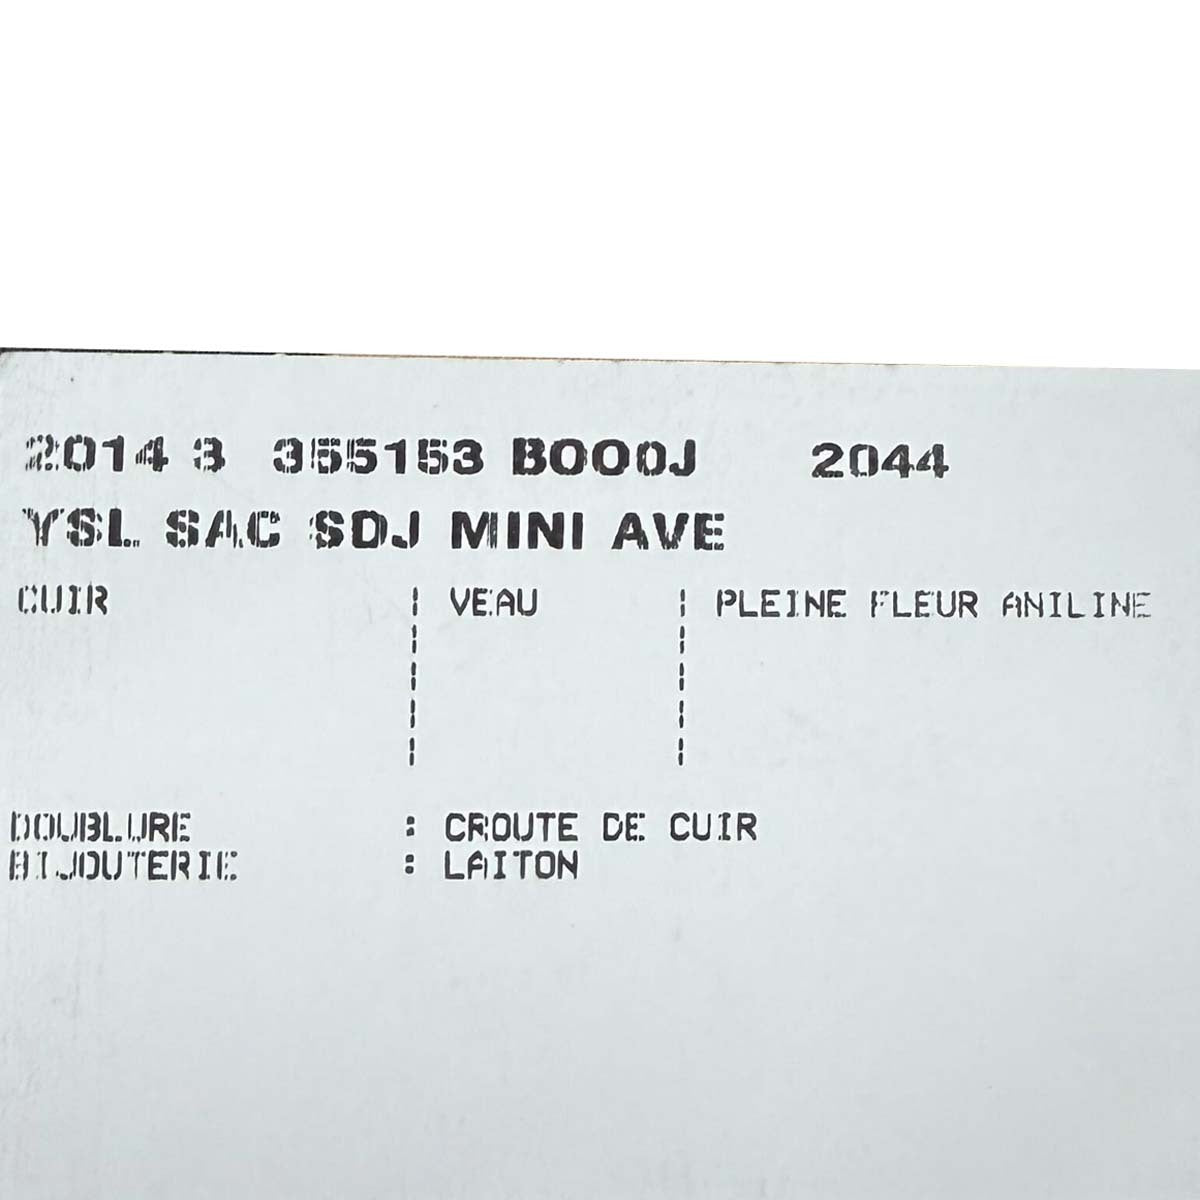 2014 3 355153 B000J 2044
YSL SAC SDJ MINI AVE
CUIR ¦ VEAU ¦ PLEINE FLEUR ANILINE
DOUBLURE : CROUTE DE CUIR
BIJOUTERIE : LAITON